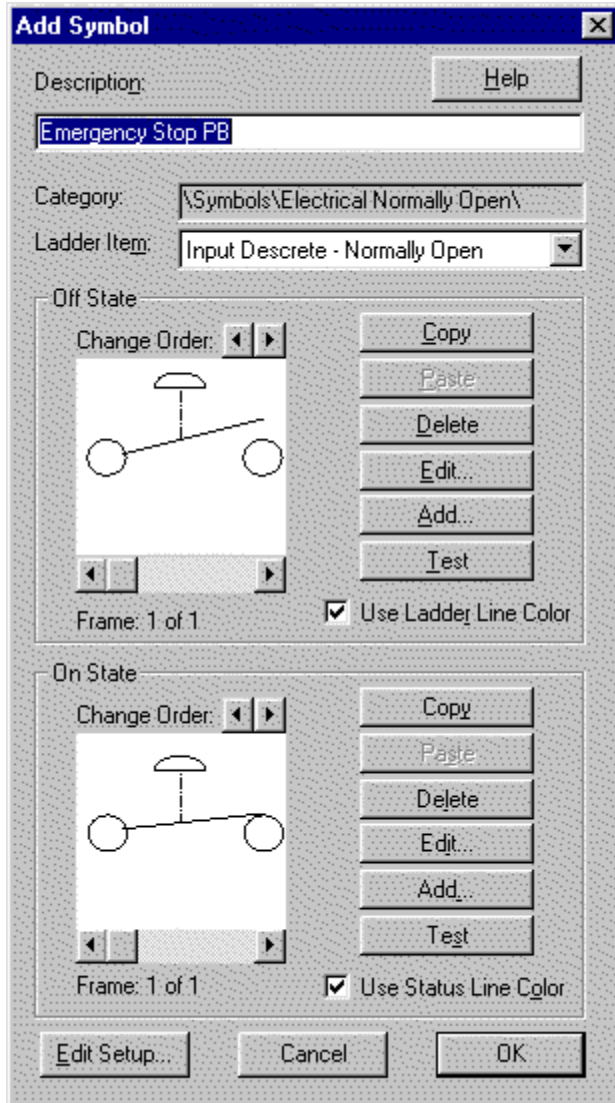 Add Symbol
Description:
Help
Emergency Stop PB
Category:
\Symbols\Electrical Normally Open\
Ladder Item:
Input Descrete - Normally Open
Off State
Change Order:
Copy
Paste
Delete
Edit...
Add...
Test
Frame: 1 of 1
Use Ladder Line Color
On State
Change Order:
Copy
Paste
Delete
Edit...
Add...
Test
Frame: 1 of 1
Use Status Line Color
Edit Setup...
Cancel
OK